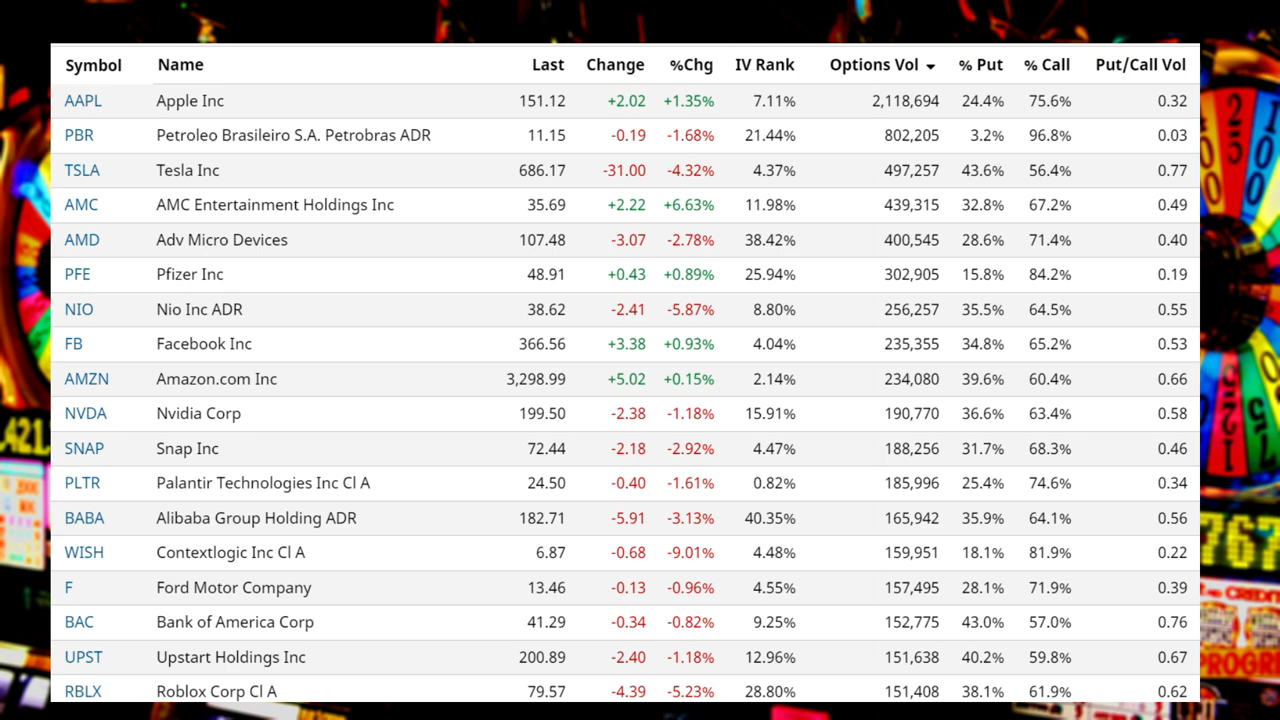 Symbol Name Last Change %Chg IV Rank Options Vol % Put % Call Put/Call Vol
AAPL Apple Inc 151.12 +2.02 +1.35% 7.11% 2,118,694 24.4% 75.6% 0.32
PBR Petroleo Brasileiro S.A. Petrobras ADR 11.15 -0.19 -1.68% 21.44% 802,205 3.2% 96.8% 0.03
TSLA Tesla Inc 686.17 -31.00 -4.32% 4.37% 497,257 43.6% 56.4% 0.77
AMC AMC Entertainment Holdings Inc 35.69 +2.22 +6.63% 11.98% 439,315 32.8% 67.2% 0.49
AMD Adv Micro Devices 107.48 -3.07 -2.78% 38.42% 400,545 28.6% 71.4% 0.40
PFE Pfizer Inc 48.91 +0.43 +0.89% 25.94% 302,905 15.8% 84.2% 0.19
NIO Nio Inc ADR 38.62 -2.41 -5.87% 8.80% 256,257 35.5% 64.5% 0.55
FB Facebook Inc 366.56 +3.38 +0.93% 4.04% 235,355 34.8% 65.2% 0.53
AMZN Amazon.com Inc 3,298.99 +5.02 +0.15% 2.14% 234,080 39.6% 60.4% 0.66
NVDA Nvidia Corp 199.50 -2.38 -1.18% 15.91% 190,770 36.6% 63.4% 0.58
SNAP Snap Inc 72.44 -2.18 -2.92% 4.47% 188,256 31.7% 68.3% 0.46
PLTR Palantir Technologies Inc Cl A 24.50 -0.40 -1.61% 0.82% 185,996 25.4% 74.6% 0.34
BABA Alibaba Group Holding ADR 182.71 -5.91 -3.13% 40.35% 165,942 35.9% 64.1% 0.56
WISH Contextlogic Inc Cl A 6.87 -0.68 -9.01% 4.48% 159,951 18.1% 81.9% 0.22
F Ford Motor Company 13.46 -0.13 -0.96% 4.55% 157,495 28.1% 71.9% 0.39
BAC Bank of America Corp 41.29 -0.34 -0.82% 9.25% 152,775 43.0% 57.0% 0.76
UPST Upstart Holdings Inc 200.89 -2.40 -1.18% 12.96% 151,638 40.2% 59.8% 0.67
RBLX Roblox Corp Cl A 79.57 -4.39 -5.23% 28.80% 151,408 38.1% 61.9% 0.62
.421
25
100
767
PROGR